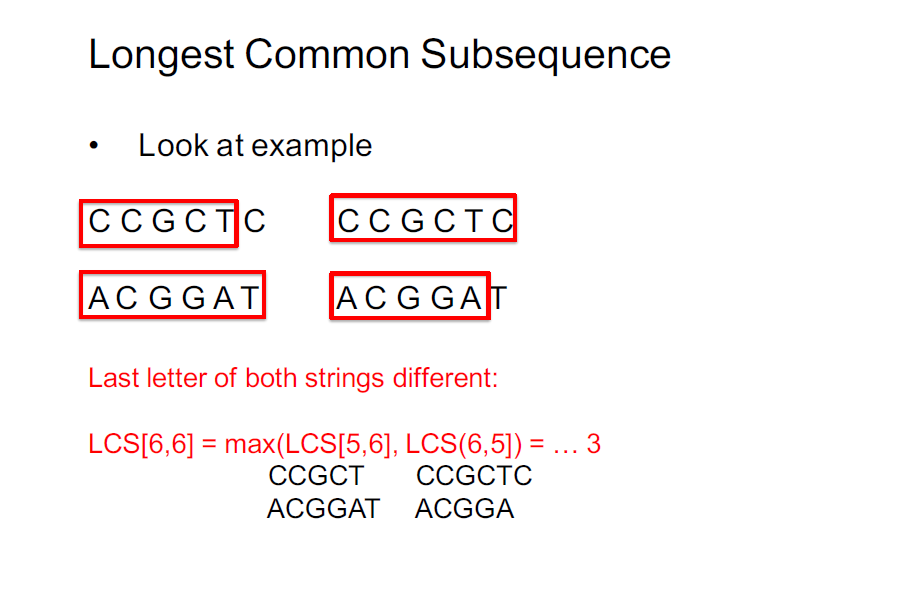 Longest Common Subsequence
• Look at example
C C G C T C C C G C T C
A C G G A T A C G G A T
Last letter of both strings different:
LCS[6,6] = max(LCS[5,6], LCS(6,5]) = … 3
CCGCT CCGCTC
ACGGAT ACGGA